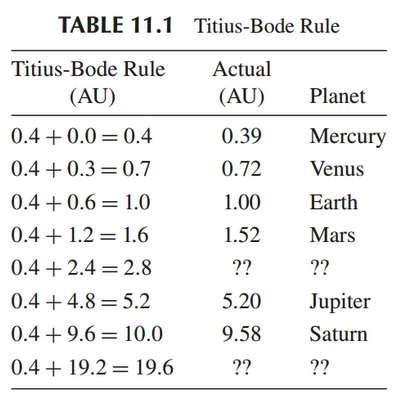 TABLE 11.1 Titius-Bode Rule
Titius-Bode Rule Actual
(AU) (AU) Planet
0.4 + 0.0 = 0.4 0.39 Mercury
0.4 + 0.3 = 0.7 0.72 Venus
0.4 + 0.6 = 1.0 1.00 Earth
0.4 + 1.2 = 1.6 1.52 Mars
0.4 + 2.4 = 2.8 ?? ??
0.4 + 4.8 = 5.2 5.20 Jupiter
0.4 + 9.6 = 10.0 9.58 Saturn
0.4 + 19.2 = 19.6 ?? ??